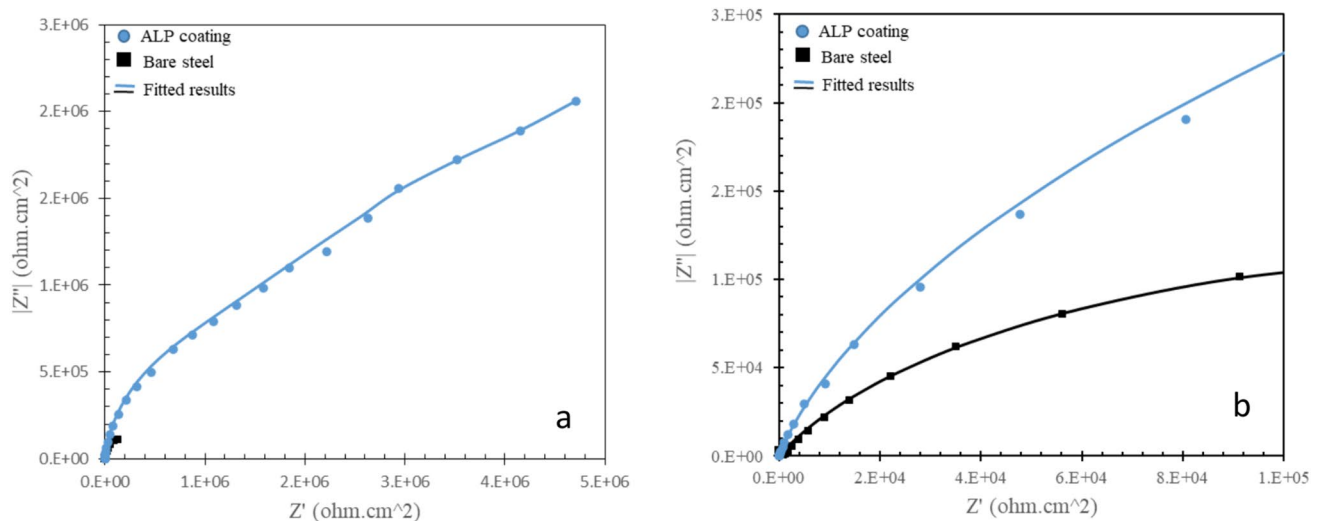 3.E+06
2.E+06
2.E+06
1.E+06
5.E+05
0.E+00
|Z"| (ohm.cm^2)
ALP coating
Bare steel
Fitted results
a
0.E+00 1.E+06 2.E+06 3.E+06 4.E+06 5.E+06
Z' (ohm.cm^2)
3.E+05
2.E+05
2.E+05
1.E+05
5.E+04
0.E+00
|Z"| (ohm.cm^2)
ALP coating
Bare steel
Fitted results
b
0.E+00 2.E+04 4.E+04 6.E+04 8.E+04 1.E+05
Z' (ohm.cm^2)